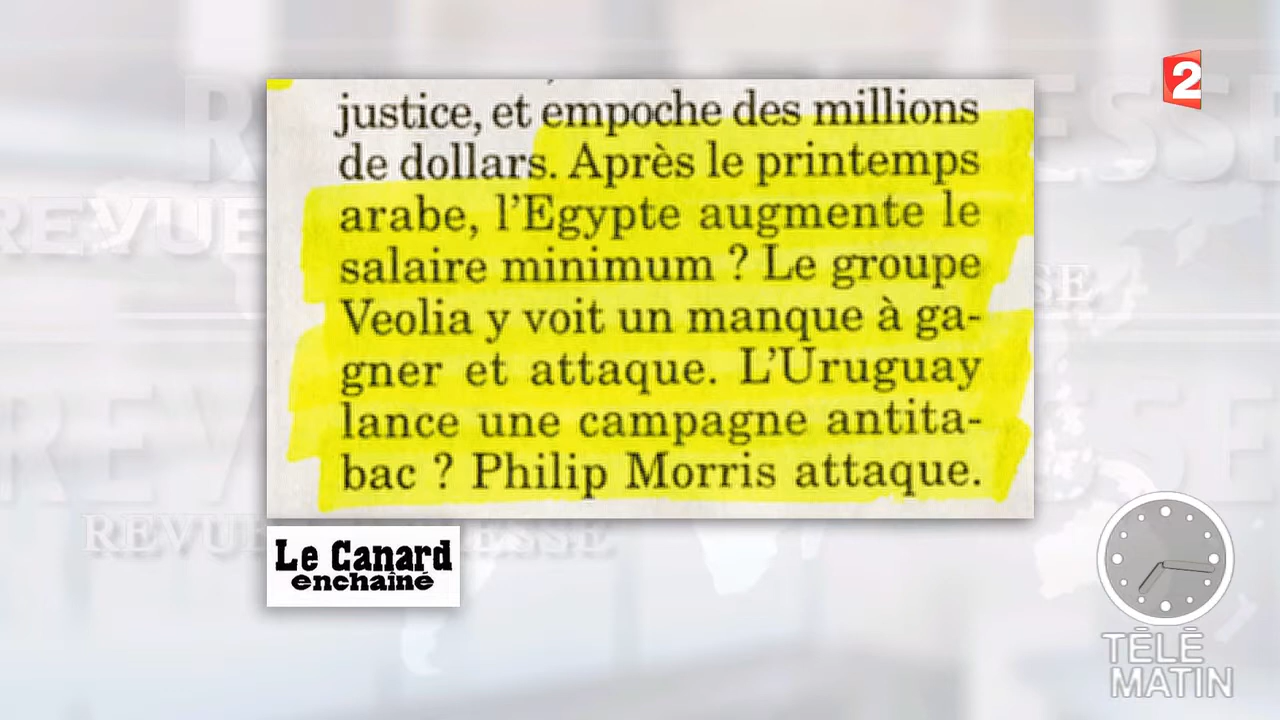 justice, et empoche des millions
de dollars. Après le printemps
arabe, l'Egypte augmente le
salaire minimum ? Le groupe
Veolia y voit un manque à ga-
gner et attaque. L'Uruguay
lance une campagne antita-
bac ? Philip Morris attaque.
Le Canard
enchaîné
2
TÉLÉ
MATIN
REVUE